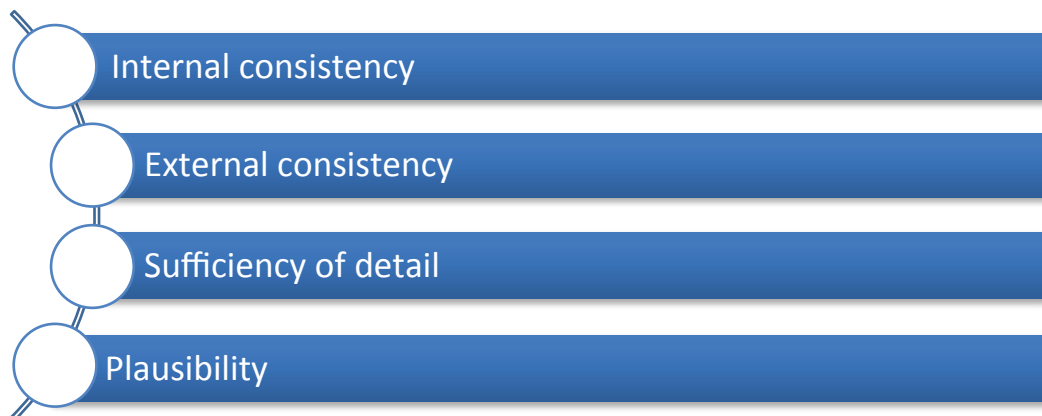 Internal consistency
External consistency
Sufficiency of detail
Plausibility